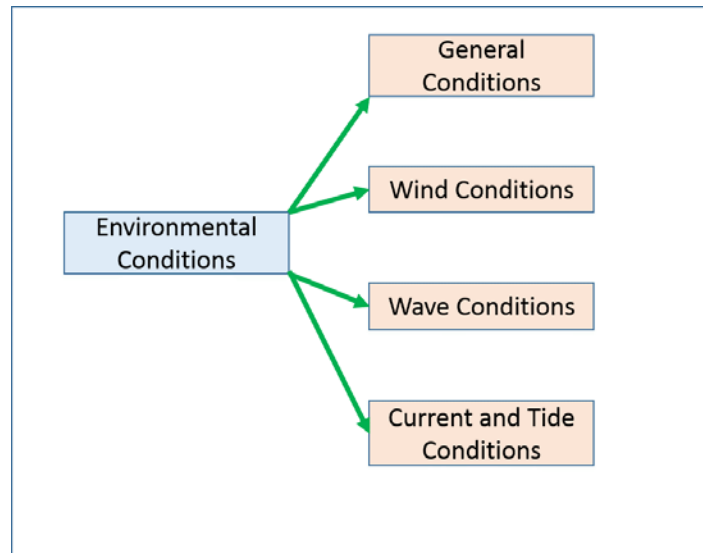 General
Conditions
Wind Conditions
Environmental
Conditions
Wave Conditions
Current and Tide
Conditions